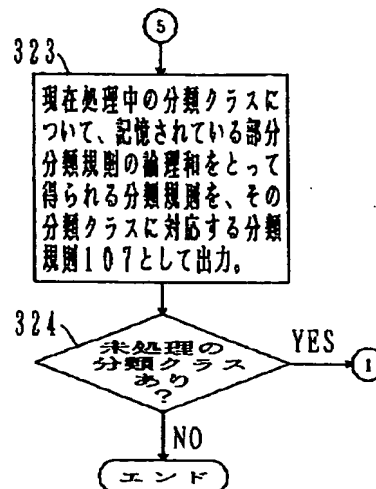 5
323
現在処理中の分類クラスに
ついて、記憶されている部分
分類規則の論理和をとって
得られる分類規則を、その
分類クラスに対応する分類
規則107として出力。
324
未処理の
分類クラス
あり
?
YES
1
NO
エンド